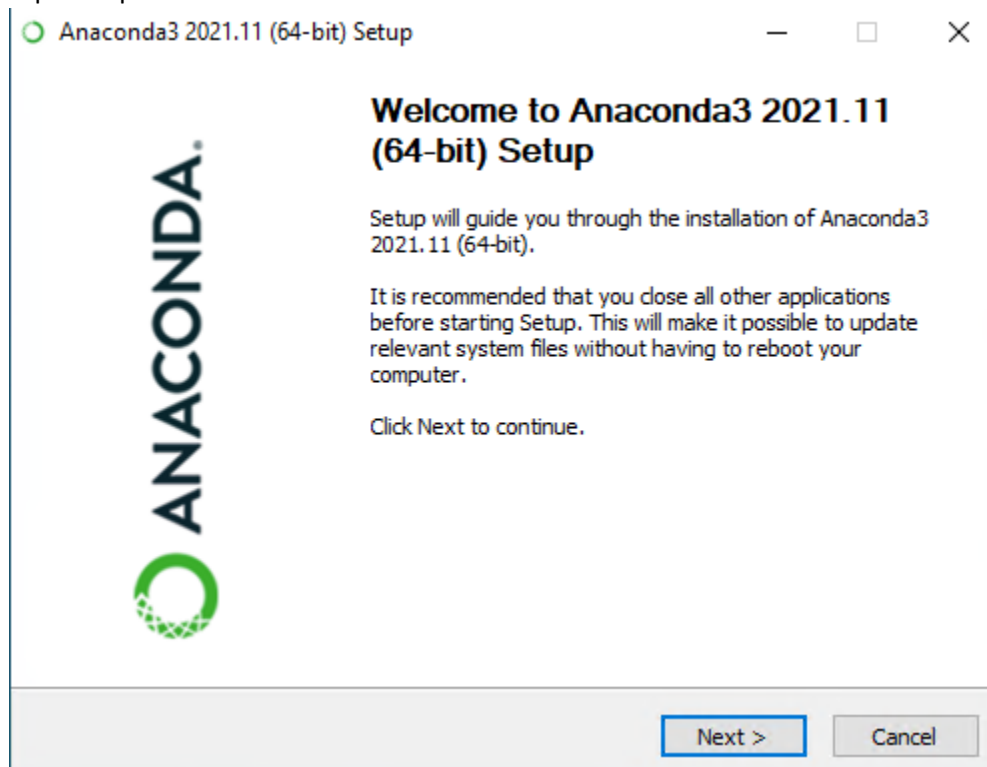 Anaconda3 2021.11 (64-bit) Setup
Welcome to Anaconda3 2021.11
(64-bit) Setup
ANACONDA.
Setup will guide you through the installation of Anaconda3
2021.11 (64-bit).
It is recommended that you close all other applications
before starting Setup. This will make it possible to update
relevant system files without having to reboot your
computer.
Click Next to continue.
Next >
Cancel